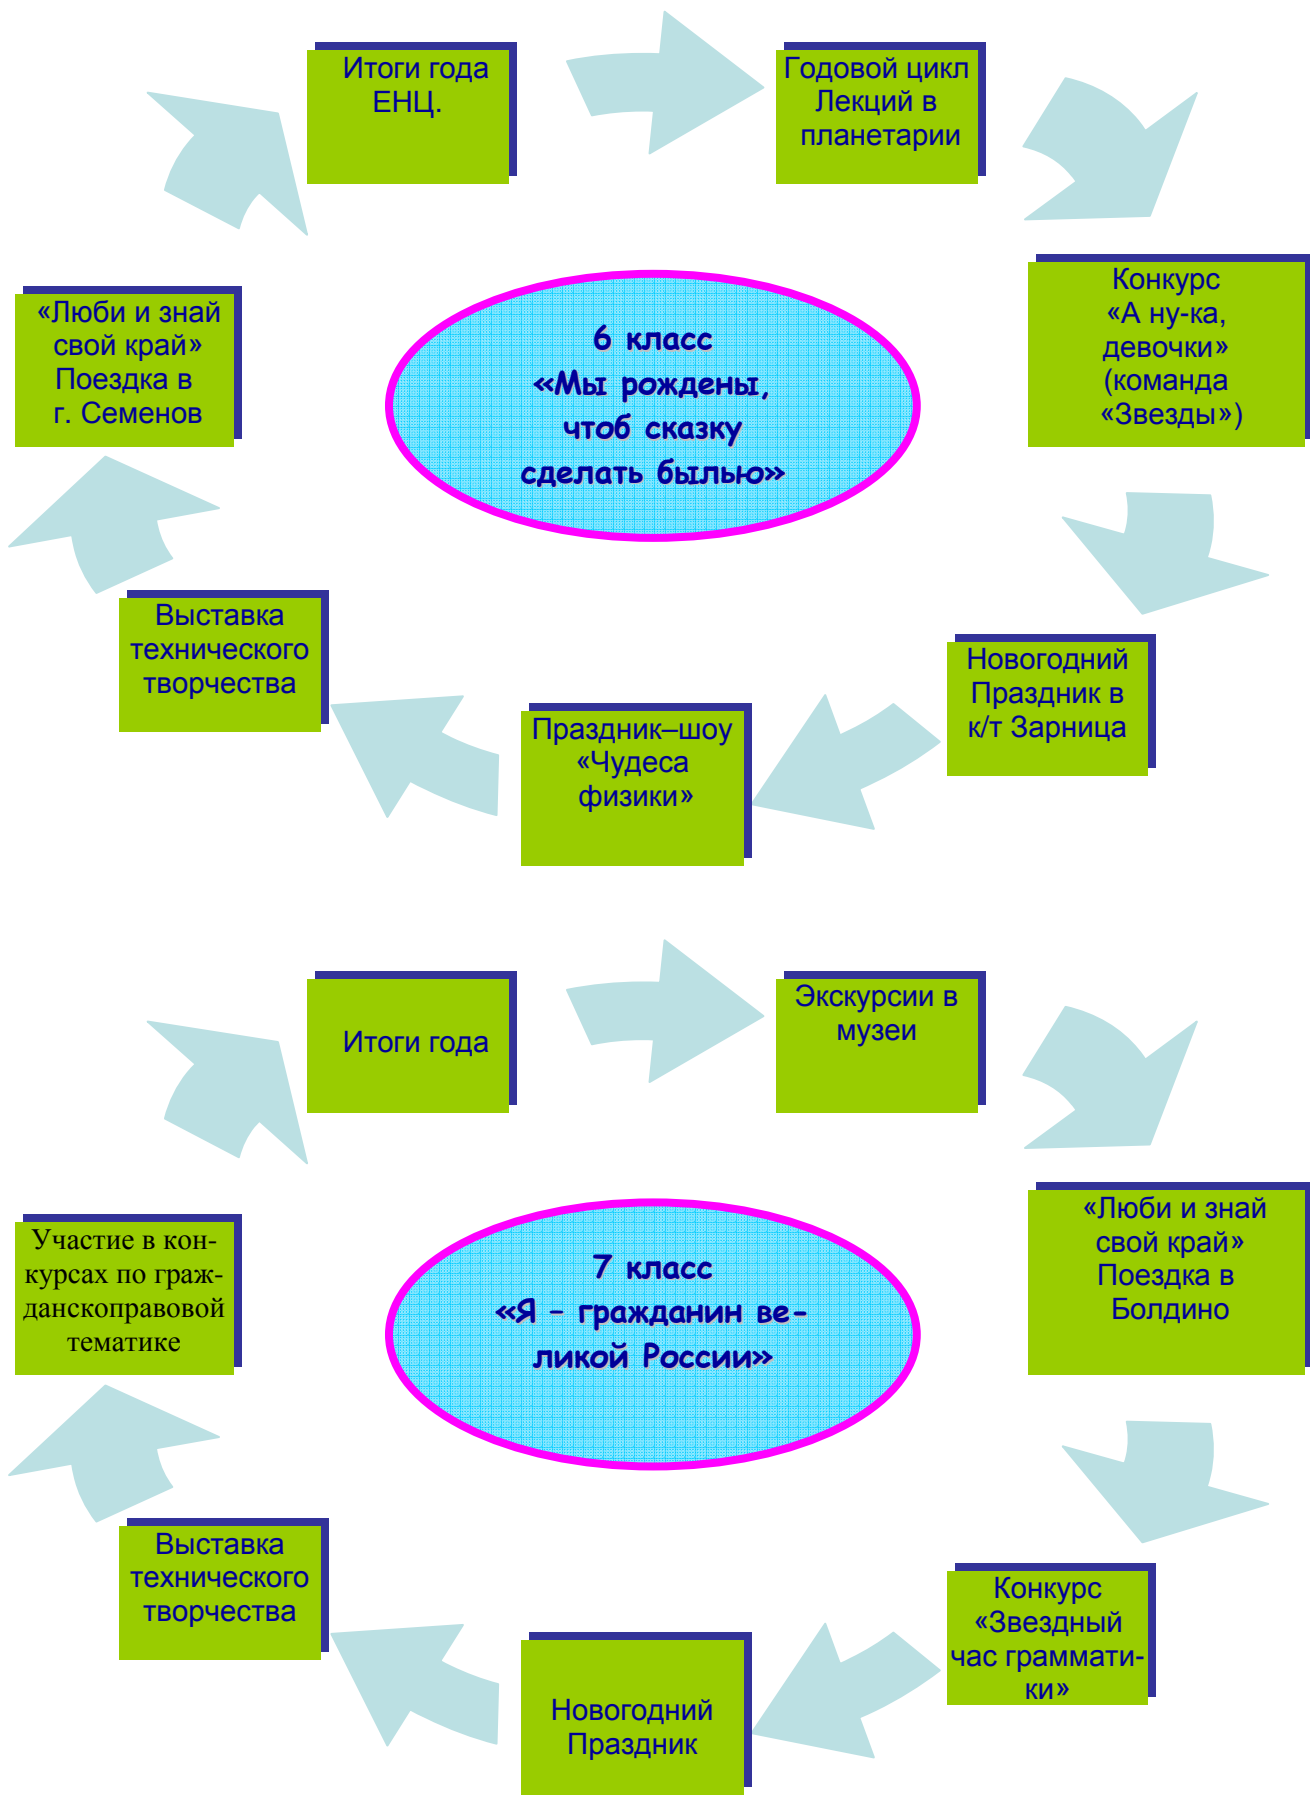 Итоги года
ЕНЦ.
Годовой цикл
Лекций в
планетарии
Конкурс
«А ну-ка,
девочки»
(команда
«Звезды»)
«Люби и знай
свой край»
Поездка в
г. Семенов
6 класс
«Мы рождены,
чтоб сказку
сделать былью»
Выставка
технического
творчества
Новогодний
Праздник в
к/т Зарница
Праздник–шоу
«Чудеса
физики»
Итоги года
Экскурсии в
музеи
«Люби и знай
свой край»
Поездка в
Болдино
Участие в кон-
курсах по граж-
данскоправовой
тематике
7 класс
«Я – гражданин ве-
ликой России»
Выставка
технического
творчества
Конкурс
«Звездный
час граммати-
ки»
Новогодний
Праздник